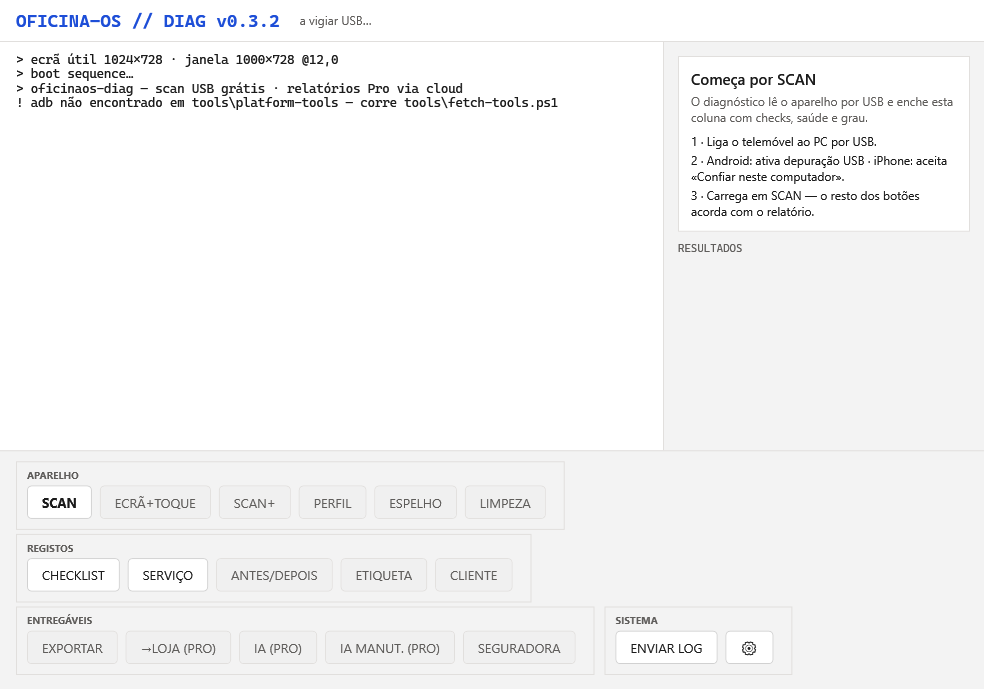 OFICINA-OS // DIAG v0.3.2 a vigiar USB…
> ecrã útil 1024×728 · janela 1000×728 @12,0
> boot sequence…
> oficinaos-diag — scan USB grátis · relatórios Pro via cloud
! adb não encontrado em tools\platform-tools — corre tools\fetch-tools.ps1
Começa por SCAN
O diagnóstico lê o aparelho por USB e enche esta
coluna com checks, saúde e grau.
1 · Liga o telemóvel ao PC por USB.
2 · Android: ativa depuração USB · iPhone: aceita
«Confiar neste computador».
3 · Carrega em SCAN — o resto dos botões
acorda com o relatório.
RESULTADOS
APARELHO
SCAN ECRÃ+TOQUE SCAN+ PERFIL ESPELHO LIMPEZA
REGISTOS
CHECKLIST SERVIÇO ANTES/DEPOIS ETIQUETA CLIENTE
ENTREGÁVEIS
EXPORTAR →LOJA (PRO) IA (PRO) IA MANUT. (PRO) SEGURADORA
SISTEMA
ENVIAR LOG